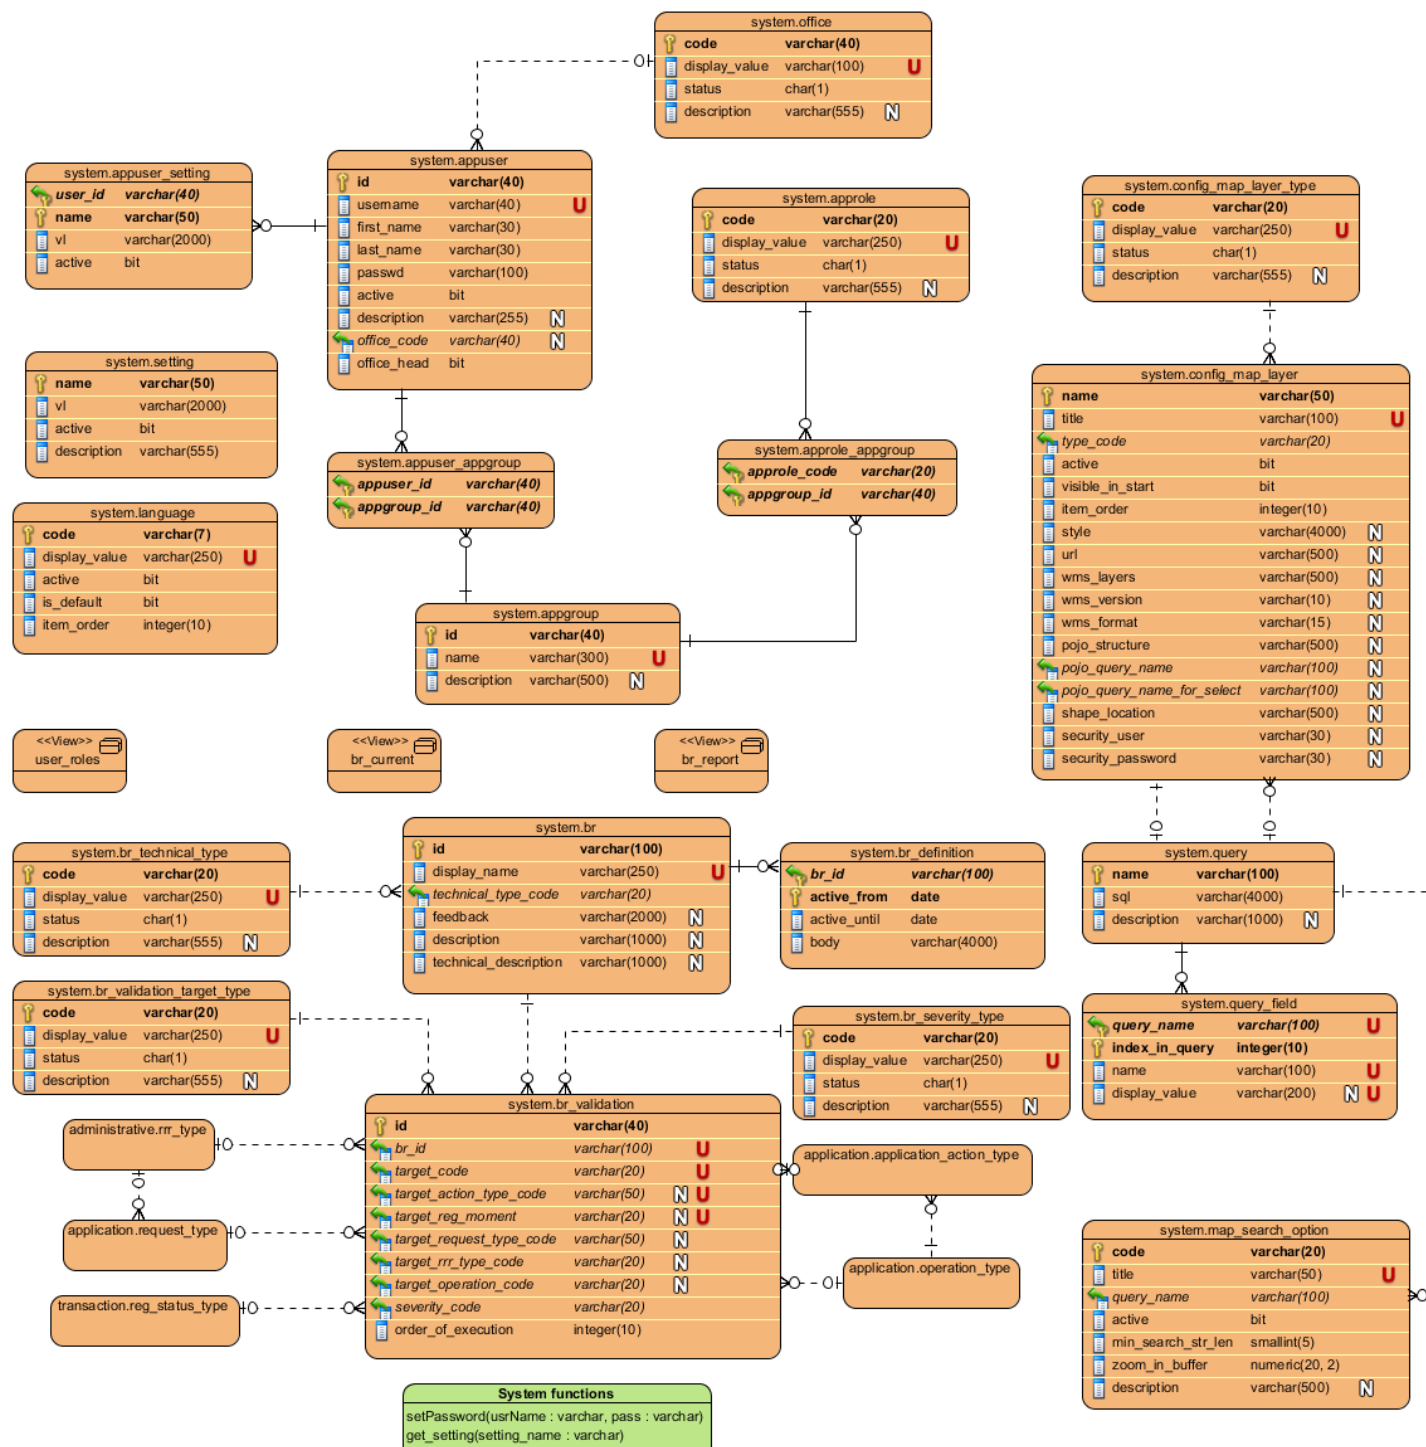 system.office
code varchar(40)
display_value varchar(100) U
status char(1)
description varchar(555) N
system.appuser_setting
user_id varchar(40)
name varchar(50)
vl varchar(2000)
active bit
system.appuser
id varchar(40)
username varchar(40) U
first_name varchar(30)
last_name varchar(30)
passwd varchar(100)
active bit
description varchar(255) N
office_code varchar(40) N
office_head bit
system.approle
code varchar(20)
display_value varchar(250) U
status char(1)
description varchar(555) N
system.config_map_layer_type
code varchar(20)
display_value varchar(250) U
status char(1)
description varchar(555) N
system.setting
name varchar(50)
vl varchar(2000)
active bit
description varchar(555)
system.config_map_layer
name varchar(50)
title varchar(100) U
type_code varchar(20)
active bit
visible_in_start bit
item_order integer(10)
style varchar(4000) N
url varchar(500) N
wms_layers varchar(500) N
wms_version varchar(10) N
wms_format varchar(15) N
pojo_structure varchar(500) N
pojo_query_name varchar(100) N
pojo_query_name_for_select varchar(100) N
shape_location varchar(500) N
security_user varchar(30) N
security_password varchar(30) N
system.appuser_appgroup
appuser_id varchar(40)
appgroup_id varchar(40)
system.approle_appgroup
approle_code varchar(20)
appgroup_id varchar(40)
system.language
code varchar(7)
display_value varchar(250) U
active bit
is_default bit
item_order integer(10)
system.appgroup
id varchar(40)
name varchar(300) U
description varchar(500) N
<<View>>
user_roles
<<View>>
br_current
<<View>>
br_report
system.br_technical_type
code varchar(20)
display_value varchar(250) U
status char(1)
description varchar(555) N
system.br
id varchar(100)
display_name varchar(250) U
technical_type_code varchar(20)
feedback varchar(2000) N
description varchar(1000) N
technical_description varchar(1000) N
system.br_definition
br_id varchar(100)
active_from date
active_until date
body varchar(4000)
system.query
name varchar(100)
sql varchar(4000)
description varchar(1000) N
system.br_validation_target_type
code varchar(20)
display_value varchar(250) U
status char(1)
description varchar(555) N
system.br_severity_type
code varchar(20)
display_value varchar(250) U
status char(1)
description varchar(555) N
system.query_field
query_name varchar(100) U
index_in_query integer(10)
name varchar(100) U
display_value varchar(200) N U
system.br_validation
id varchar(40)
br_id varchar(100) U
target_code varchar(20) U
target_action_type_code varchar(50) N U
target_reg_moment varchar(20) N U
target_request_type_code varchar(50) N
target_rrr_type_code varchar(20) N
target_operation_code varchar(20) N
severity_code varchar(20)
order_of_execution integer(10)
administrative.rrr_type
application.request_type
transaction.reg_status_type
application.application_action_type
application.operation_type
system.map_search_option
code varchar(20)
title varchar(50) U
query_name varchar(100)
active bit
min_search_str_len smallint(5)
zoom_in_buffer numeric(20, 2)
description varchar(500) N
System functions
setPassword(usrName : varchar, pass : varchar)
get_setting(setting_name : varchar)